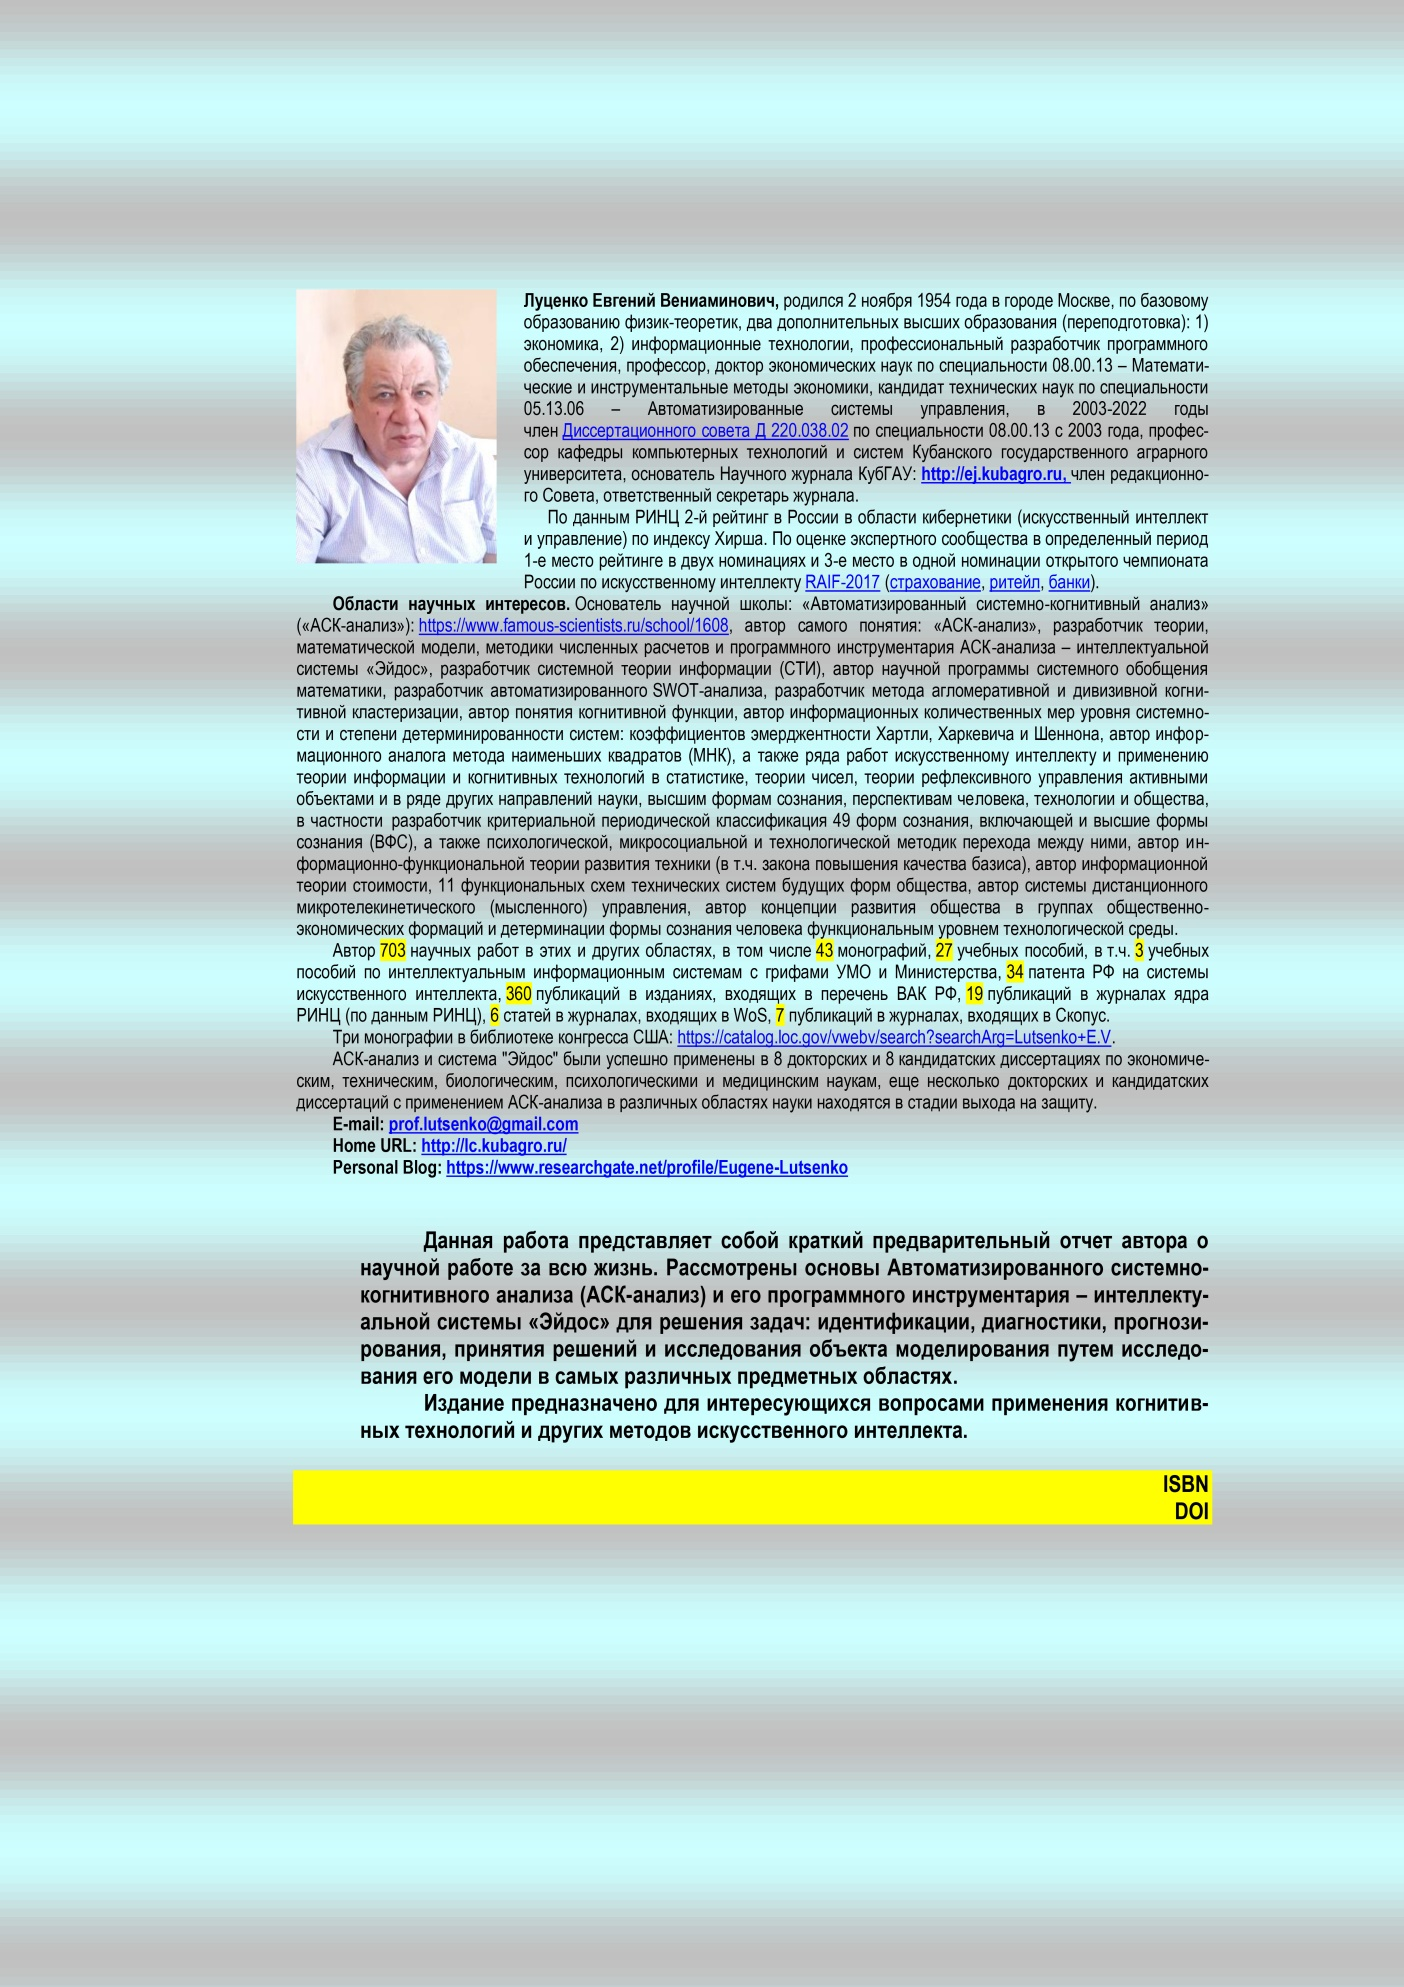 Луценко Евгений Вениаминович, родился 2 ноября 1954 года в городе Москве, по базовому
образованию физик-теоретик, два дополнительных высших образования (переподготовка): 1)
экономика, 2) информационные технологии, профессиональный разработчик программного
обеспечения, профессор, доктор экономических наук по специальности 08.00.13 – Математи-
ческие и инструментальные методы экономики, кандидат технических наук по специальности
05.13.06 – Автоматизированные системы управления, в 2003-2022 годы
член Диссертационного совета Д 220.038.02 по специальности 08.00.13 с 2003 года, профес-
сор кафедры компьютерных технологий и систем Кубанского государственного аграрного
университета, основатель Научного журнала КубГАУ: http://ej.kubagro.ru, член редакционно-
го Совета, ответственный секретарь журнала.
По данным РИНЦ 2-й рейтинг в России в области кибернетики (искусственный интеллект
и управление) по индексу Хирша. По оценке экспертного сообщества в определенный период
1-е место рейтинге в двух номинациях и 3-е место в одной номинации открытого чемпионата
России по искусственному интеллекту RAIF-2017 (страхование, ритейл, банки).
Области научных интересов. Основатель научной школы: «Автоматизированный системно-когнитивный анализ»
(«АСК-анализ»): https://www.famous-scientists.ru/school/1608, автор самого понятия: «АСК-анализ», разработчик теории,
математической модели, методики численных расчетов и программного инструментария АСК-анализа – интеллектуальной
системы «Эйдос», разработчик системной теории информации (СТИ), автор научной программы системного обобщения
математики, разработчик автоматизированного SWOT-анализа, разработчик метода агломеративной и дивизивной когни-
тивной кластеризации, автор понятия когнитивной функции, автор информационных количественных мер уровня системно-
сти и степени детерминированности систем: коэффициентов эмерджентности Хартли, Харкевича и Шеннона, автор инфор-
мационного аналога метода наименьших квадратов (МНК), а также ряда работ искусственному интеллекту и применению
теории информации и когнитивных технологий в статистике, теории чисел, теории рефлексивного управления активными
объектами и в ряде других направлений науки, высшим формам сознания, перспективам человека, технологии и общества,
в частности разработчик критериальной периодической классификация 49 форм сознания, включающей и высшие формы
сознания (ВФС), а также психологической, микросоциальной и технологической методик перехода между ними, автор ин-
формационно-функциональной теории развития техники (в т.ч. закона повышения качества базиса), автор информационной
теории стоимости, 11 функциональных схем технических систем будущих форм общества, автор системы дистанционного
микротелекинетического (мысленного) управления, автор концепции развития общества в группах общественно-
экономических формаций и детерминации формы сознания человека функциональным уровнем технологической среды.
Автор 703 научных работ в этих и других областях, в том числе 43 монографий, 27 учебных пособий, в т.ч. 3 учебных
пособий по интеллектуальным информационным системам с грифами УМО и Министерства, 34 патента РФ на системы
искусственного интеллекта, 360 публикаций в изданиях, входящих в перечень ВАК РФ, 19 публикаций в журналах ядра
РИНЦ (по данным РИНЦ), 6 статей в журналах, входящих в WoS, 7 публикаций в журналах, входящих в Скопус.
Три монографии в библиотеке конгресса США: https://catalog.loc.gov/vwebv/search?searchArg=Lutsenko+E.V.
АСК-анализ и система "Эйдос" были успешно применены в 8 докторских и 8 кандидатских диссертациях по экономиче-
ским, техническим, биологическим, психологическими и медицинским наукам, еще несколько докторских и кандидатских
диссертаций с применением АСК-анализа в различных областях науки находятся в стадии выхода на защиту.
E-mail: prof.lutsenko@gmail.com
Home URL: http://lc.kubagro.ru/
Personal Blog: https://www.researchgate.net/profile/Eugene-Lutsenko
Данная работа представляет собой краткий предварительный отчет автора о
научной работе за всю жизнь. Рассмотрены основы Автоматизированного системно-
когнитивного анализа (АСК-анализ) и его программного инструментария – интеллекту-
альной системы «Эйдос» для решения задач: идентификации, диагностики, прогнози-
рования, принятия решений и исследования объекта моделирования путем исследо-
вания его модели в самых различных предметных областях.
Издание предназначено для интересующихся вопросами применения когнитив-
ных технологий и других методов искусственного интеллекта.
ISBN
DOI